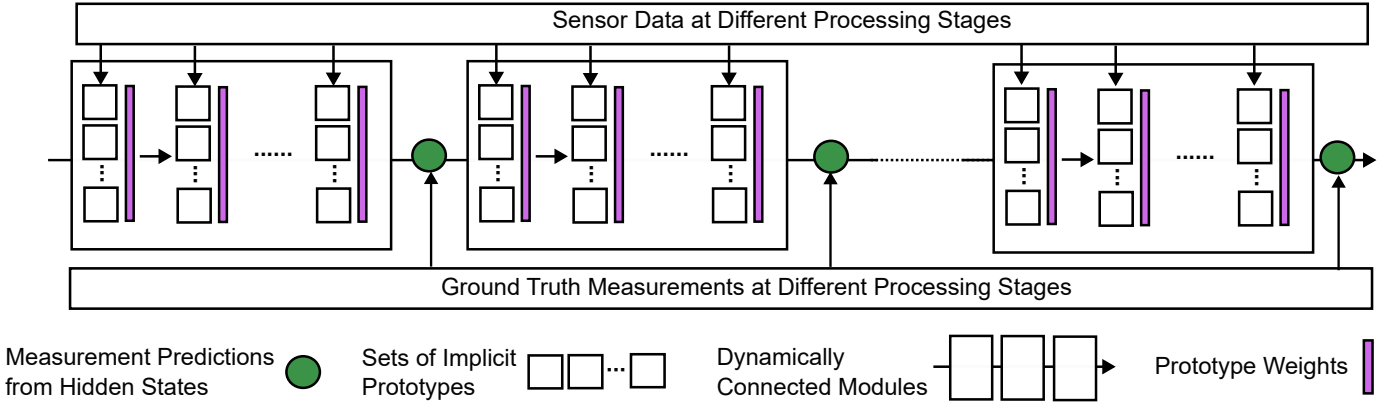 Sensor Data at Different Processing Stages
Ground Truth Measurements at Different Processing Stages
Measurement Predictions
from Hidden States
Sets of Implicit
Prototypes
Dynamically
Connected Modules
Prototype Weights